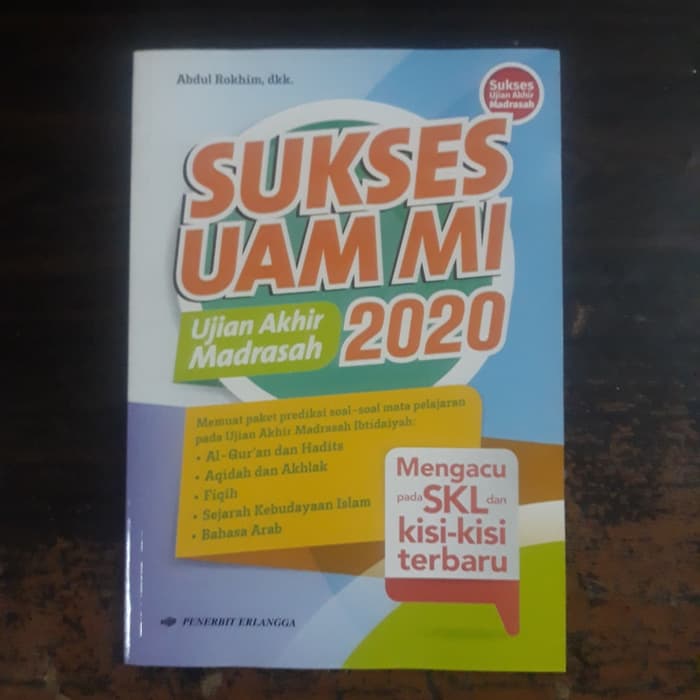 Abdul Rokhim, dkk.
Sukses
Ujian Akhir
Madrasah
SUKSES
UAM MI
Ujian Akhir
Madrasah
2020
Memuat paket prediksi soal-soal mata pelajaran
pada Ujian Akhir Madrasah Ibtidaiyah:
• Al-Qur'an dan Hadits
• Aqidah dan Akhlak
• Fiqih
• Sejarah Kebudayaan Islam
• Bahasa Arab
Mengacu
pada SKL dan
kisi-kisi
terbaru
PENERBIT ERLANGGA